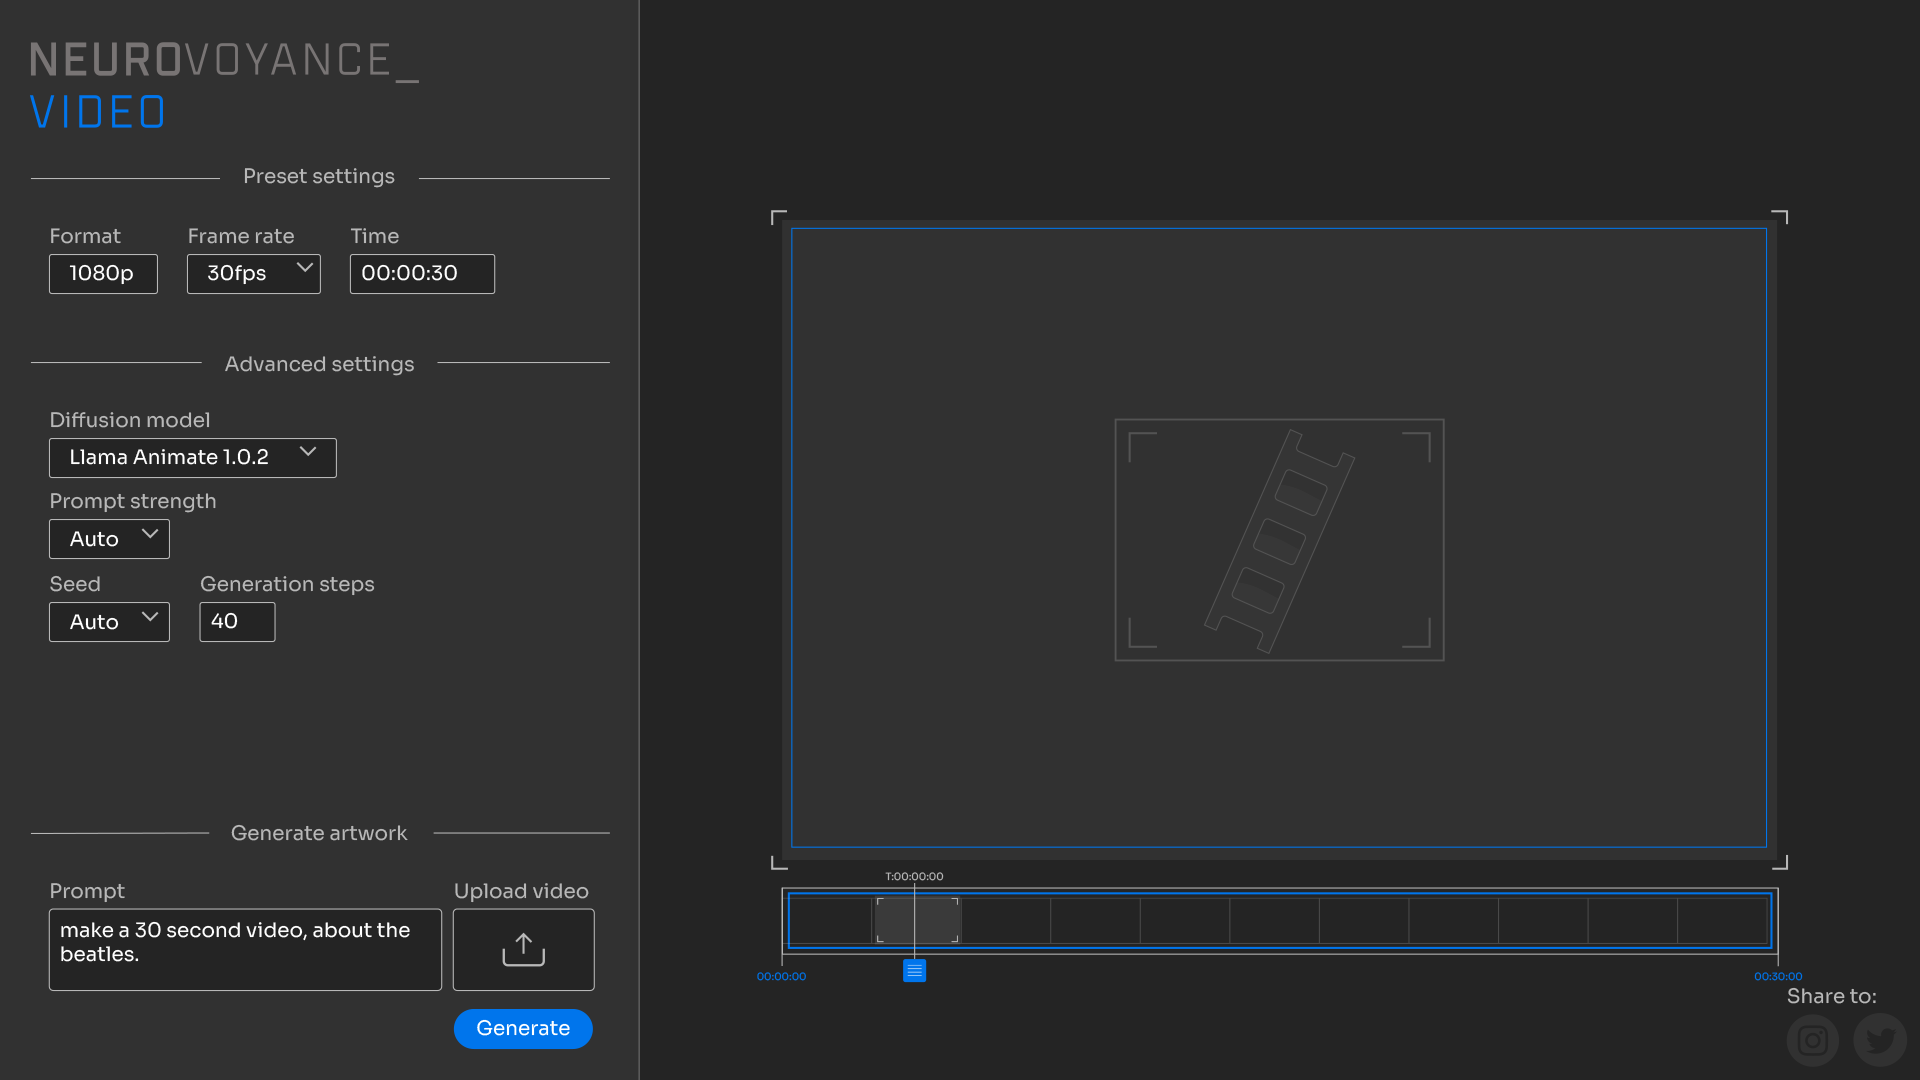 NEUROVOYANCE_
VIDEO
Preset settings
Format Frame rate Time
1080p 30fps 00:00:30
Advanced settings
Diffusion model
Llama Animate 1.0.2
Prompt strength
Auto
Seed Generation steps
Auto 40
Generate artwork
Prompt Upload video
make a 30 second video, about the
beatles.
Generate
T:00:00:00
00:00:00 00:30:00
Share to: